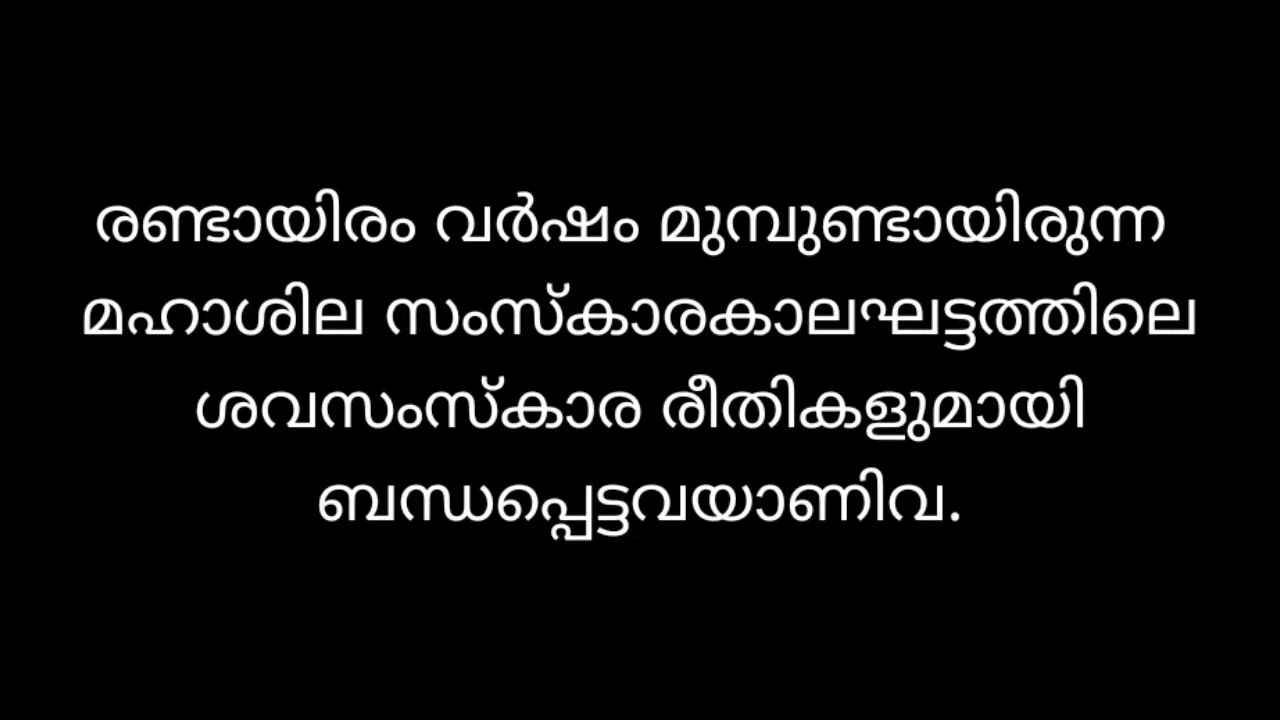 രണ്ടായിരം വർഷം മുമ്പുണ്ടായിരുന്ന
മഹാശില സംസ്കാരകാലഘട്ടത്തിലെ
ശവസംസ്കാര രീതികളുമായി
ബന്ധപ്പെട്ടവയാണിവ.